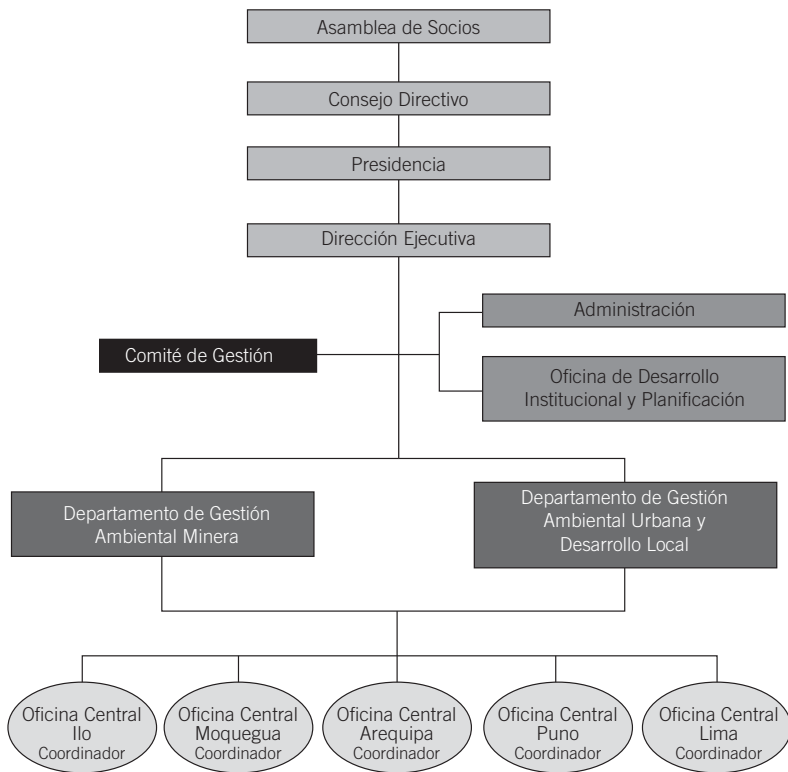 Asamblea de Socios
Consejo Directivo
Presidencia
Dirección Ejecutiva
Administración
Comité de Gestión
Oficina de Desarrollo
Institucional y Planificación
Departamento de Gestión
Ambiental Minera
Departamento de Gestión
Ambiental Urbana y
Desarrollo Local
Oficina Central
Ilo
Coordinador
Oficina Central
Moquegua
Coordinador
Oficina Central
Arequipa
Coordinador
Oficina Central
Puno
Coordinador
Oficina Central
Lima
Coordinador